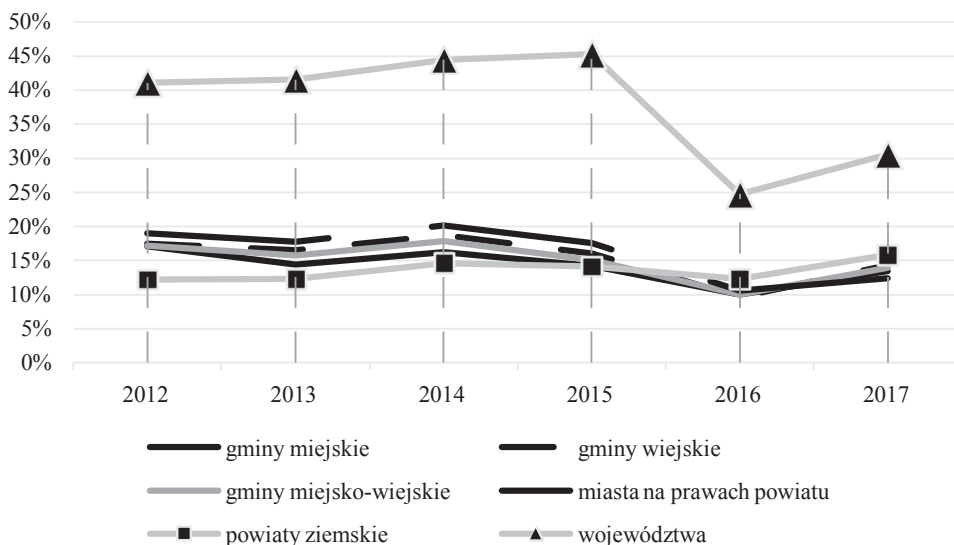 50%
45%
40%
35%
30%
25%
20%
15%
10%
5%
0%
2012 2013 2014 2015 2016 2017
gminy miejskie gminy wiejskie
gminy miejsko-wiejskie miasta na prawach powiatu
powiaty ziemskie województwa